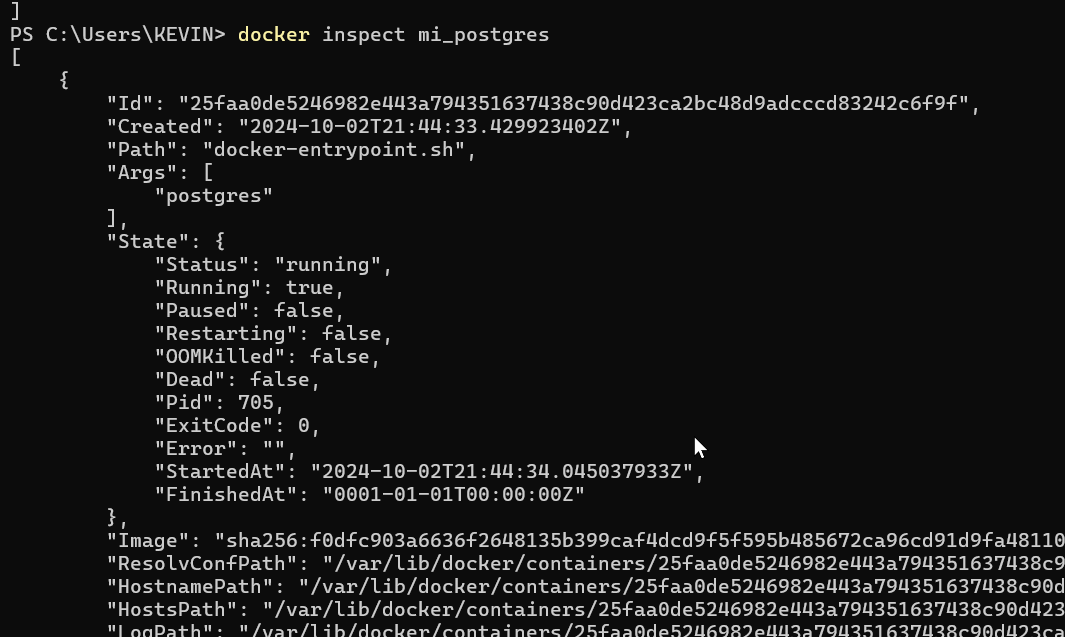 ]
PS C:\Users\KEVIN> docker inspect mi_postgres
[
    {
        "Id": "25faa0de5246982e443a794351637438c90d423ca2bc48d9adcccd83242c6f9f",
        "Created": "2024-10-02T21:44:33.429923402Z",
        "Path": "docker-entrypoint.sh",
        "Args": [
            "postgres"
        ],
        "State": {
            "Status": "running",
            "Running": true,
            "Paused": false,
            "Restarting": false,
            "OOMKilled": false,
            "Dead": false,
            "Pid": 705,
            "ExitCode": 0,
            "Error": "",
            "StartedAt": "2024-10-02T21:44:34.045037933Z",
            "FinishedAt": "0001-01-01T00:00:00Z"
        },
        "Image": "sha256:f0dfc903a6636f2648135b399caf4dcd9f5f595b485672ca96cd91d9fa48110
        "ResolvConfPath": "/var/lib/docker/containers/25faa0de5246982e443a794351637438c9
        "HostnamePath": "/var/lib/docker/containers/25faa0de5246982e443a794351637438c90d
        "HostsPath": "/var/lib/docker/containers/25faa0de5246982e443a794351637438c90d423
        "LogPath": "/var/lib/docker/containers/25faa0de5246982e443a794351637438c90d423ca